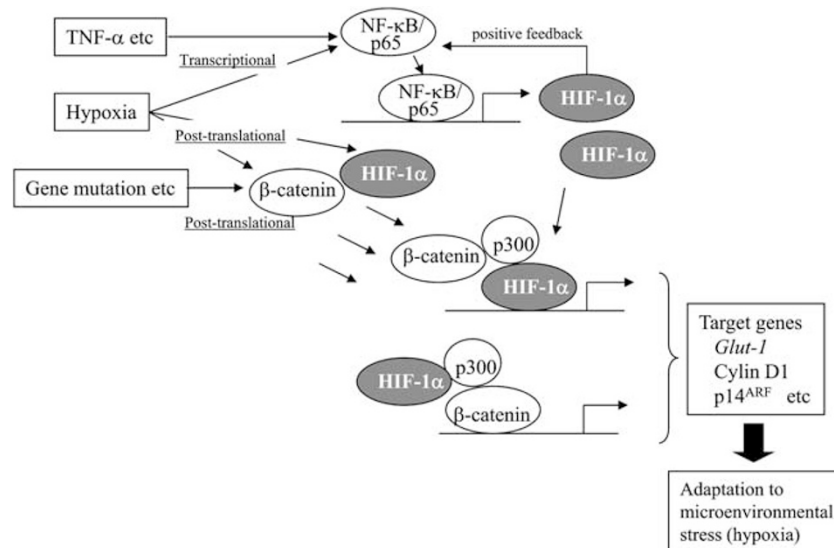 TNF-α etc
NF-κB/
p65
positive feedback
Transcriptional
NF-κB/
p65
HIF-1α
Hypoxia
HIF-1α
Post-translational
HIF-1α
Gene mutation etc
β-catenin
Post-translational
p300
β-catenin
HIF-1α
Target genes
Glut-1
Cylin D1
p14ARF etc
p300
HIF-1α
β-catenin
Adaptation to
microenvironmental
stress (hypoxia)